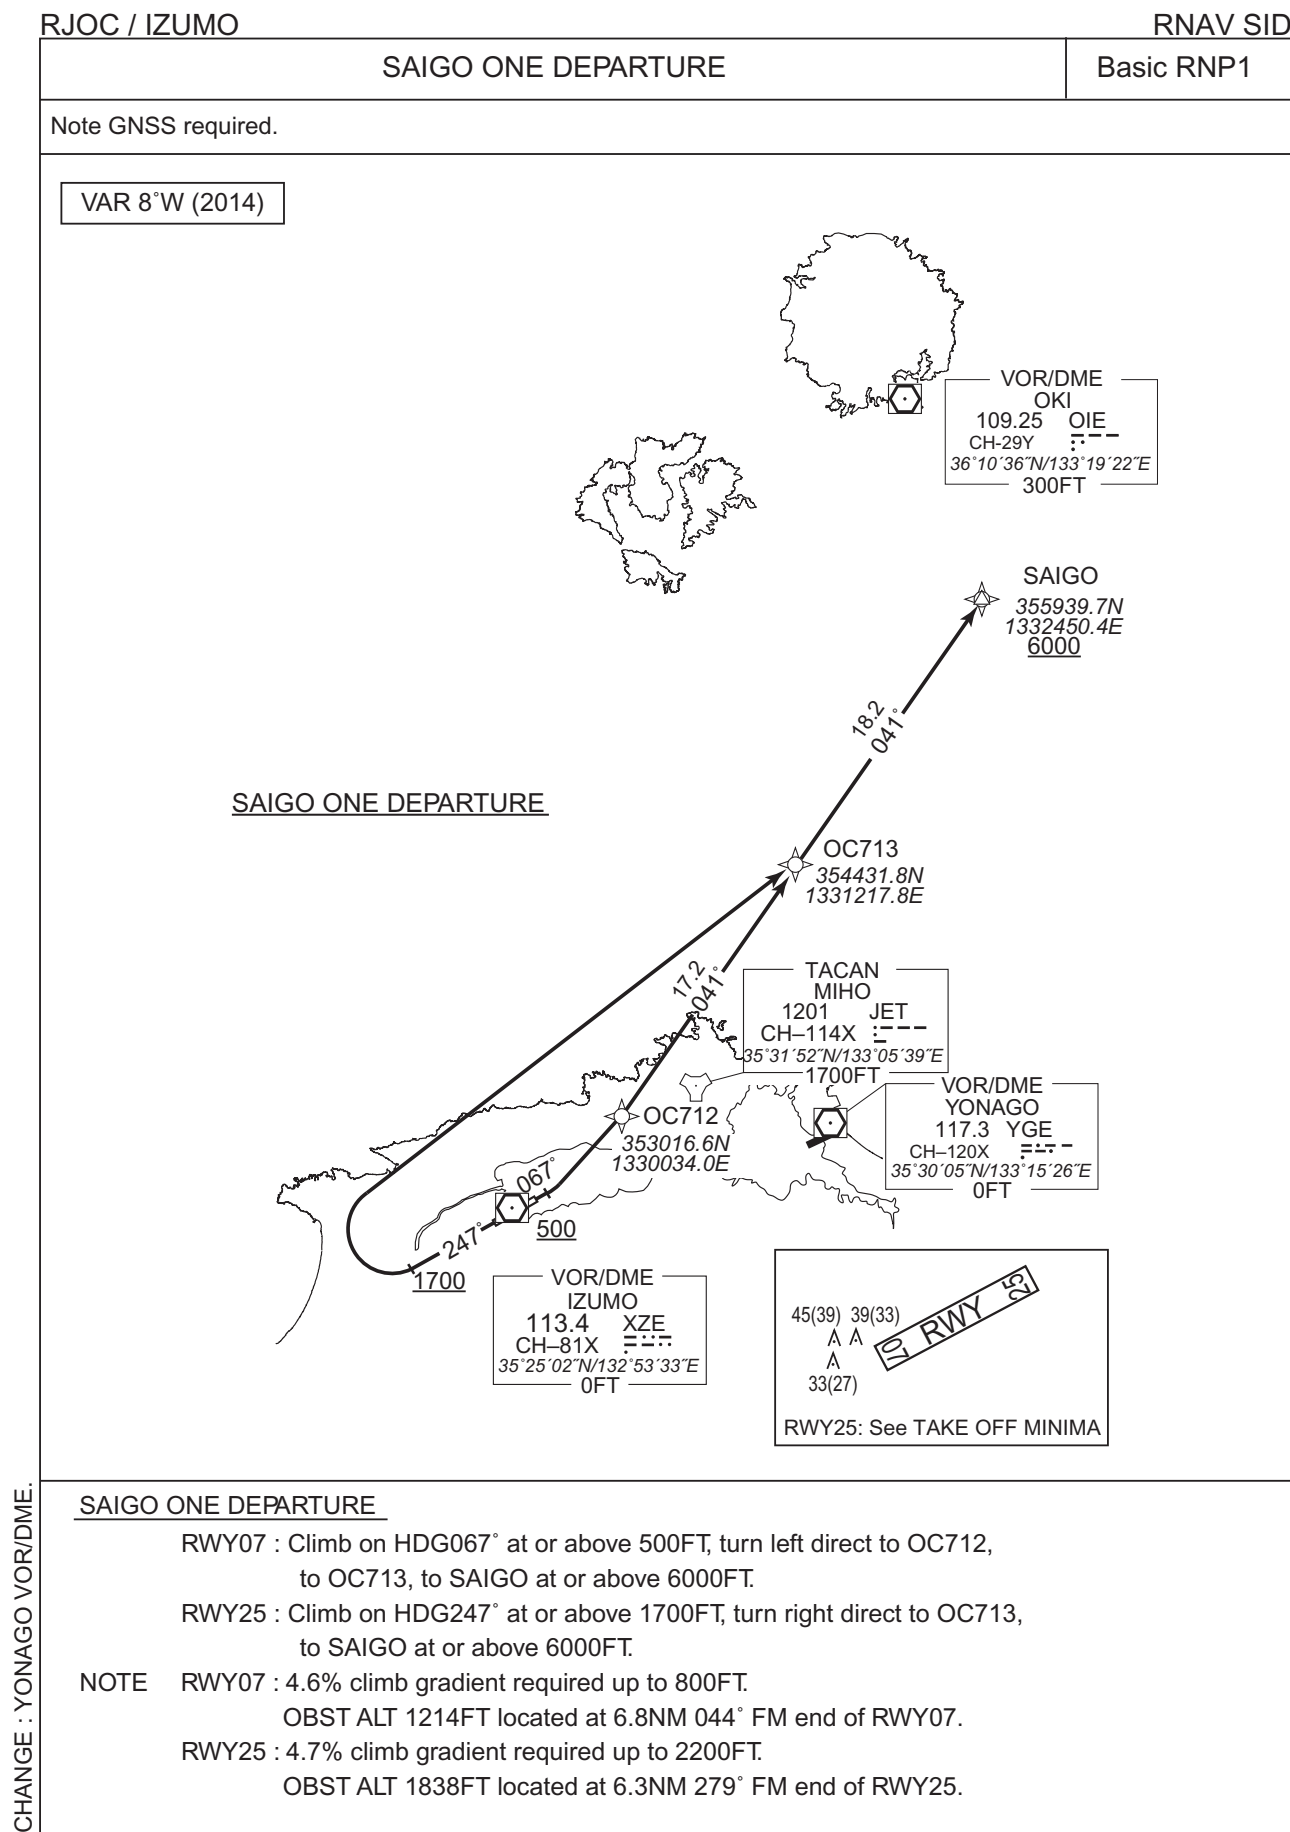 RJOC / IZUMO
RNAV SID
SAIGO ONE DEPARTURE
Basic RNP1
Note GNSS required.
VAR 8˚W (2014)
VOR/DME
OKI
109.25 OIE
CH-29Y
36˚10´36˝N/133˚19´22˝E
300FT
SAIGO
355939.7N
1332450.4E
6000
18.2
041˚
SAIGO ONE DEPARTURE
OC713
354431.8N
1331217.8E
17.2
041˚
TACAN
MIHO
1201 JET
CH–114X
35˚31´52˝N/133˚05´39˝E
1700FT
VOR/DME
YONAGO
117.3 YGE
CH–120X
35˚30´05˝N/133˚15´26˝E
0FT
OC712
353016.6N
1330034.0E
067˚
500
247˚
1700
VOR/DME
IZUMO
113.4 XZE
CH–81X
35˚25´02˝N/132˚53´33˝E
0FT
45(39) 39(33)
33(27)
07 RWY 25
RWY25: See TAKE OFF MINIMA
SAIGO ONE DEPARTURE
RWY07 : Climb on HDG067˚ at or above 500FT, turn left direct to OC712,
to OC713, to SAIGO at or above 6000FT.
RWY25 : Climb on HDG247˚ at or above 1700FT, turn right direct to OC713,
to SAIGO at or above 6000FT.
NOTE RWY07 : 4.6% climb gradient required up to 800FT.
OBST ALT 1214FT located at 6.8NM 044˚ FM end of RWY07.
RWY25 : 4.7% climb gradient required up to 2200FT.
OBST ALT 1838FT located at 6.3NM 279˚ FM end of RWY25.
CHANGE : YONAGO VOR/DME.